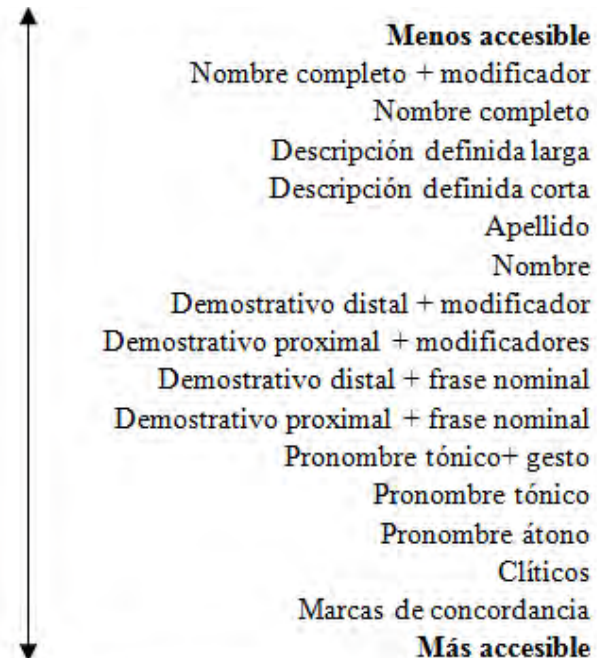 Menos accesible
Nombre completo + modificador
Nombre completo
Descripción definida larga
Descripción definida corta
Apellido
Nombre
Demostrativo distal + modificador
Demostrativo proximal + modificadores
Demostrativo distal + frase nominal
Demostrativo proximal + frase nominal
Pronombre tónico+ gesto
Pronombre tónico
Pronombre átono
Clíticos
Marcas de concordancia
Más accesible